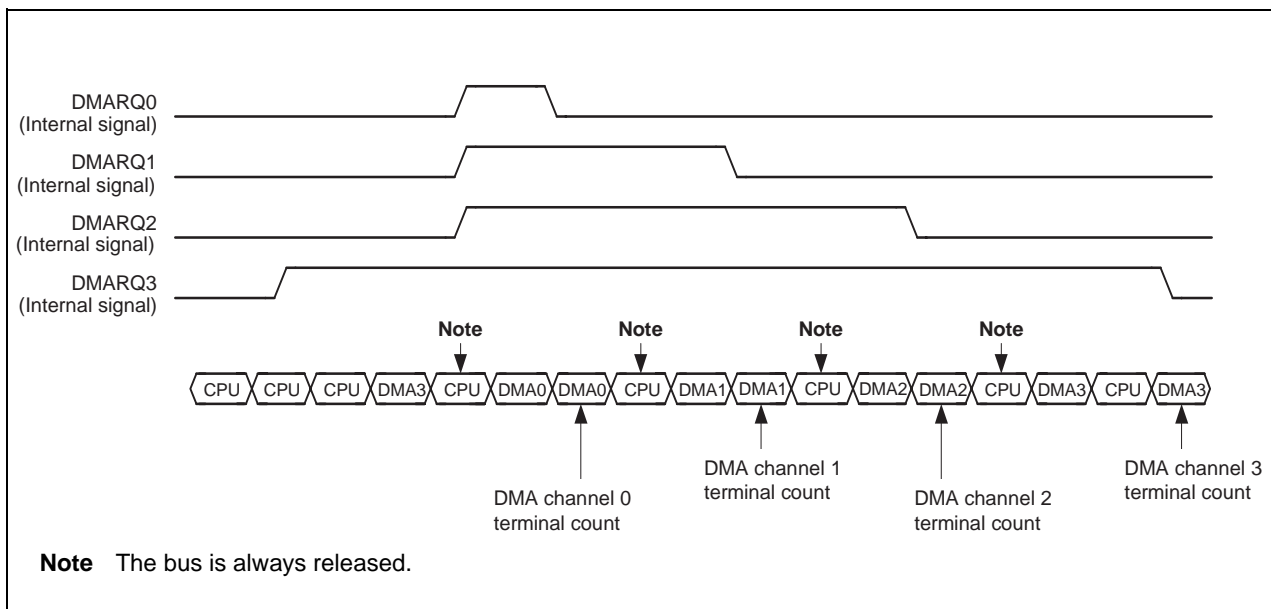 DMARQ0
(Internal signal)
DMARQ1
(Internal signal)
DMARQ2
(Internal signal)
DMARQ3
(Internal signal)
Note Note Note Note
CPU CPU CPU DMA3 CPU DMA0 DMA0 CPU DMA1 DMA1 CPU DMA2 DMA2 CPU DMA3 CPU DMA3
DMA channel 0
terminal count
DMA channel 1
terminal count
DMA channel 2
terminal count
DMA channel 3
terminal count
Note The bus is always released.